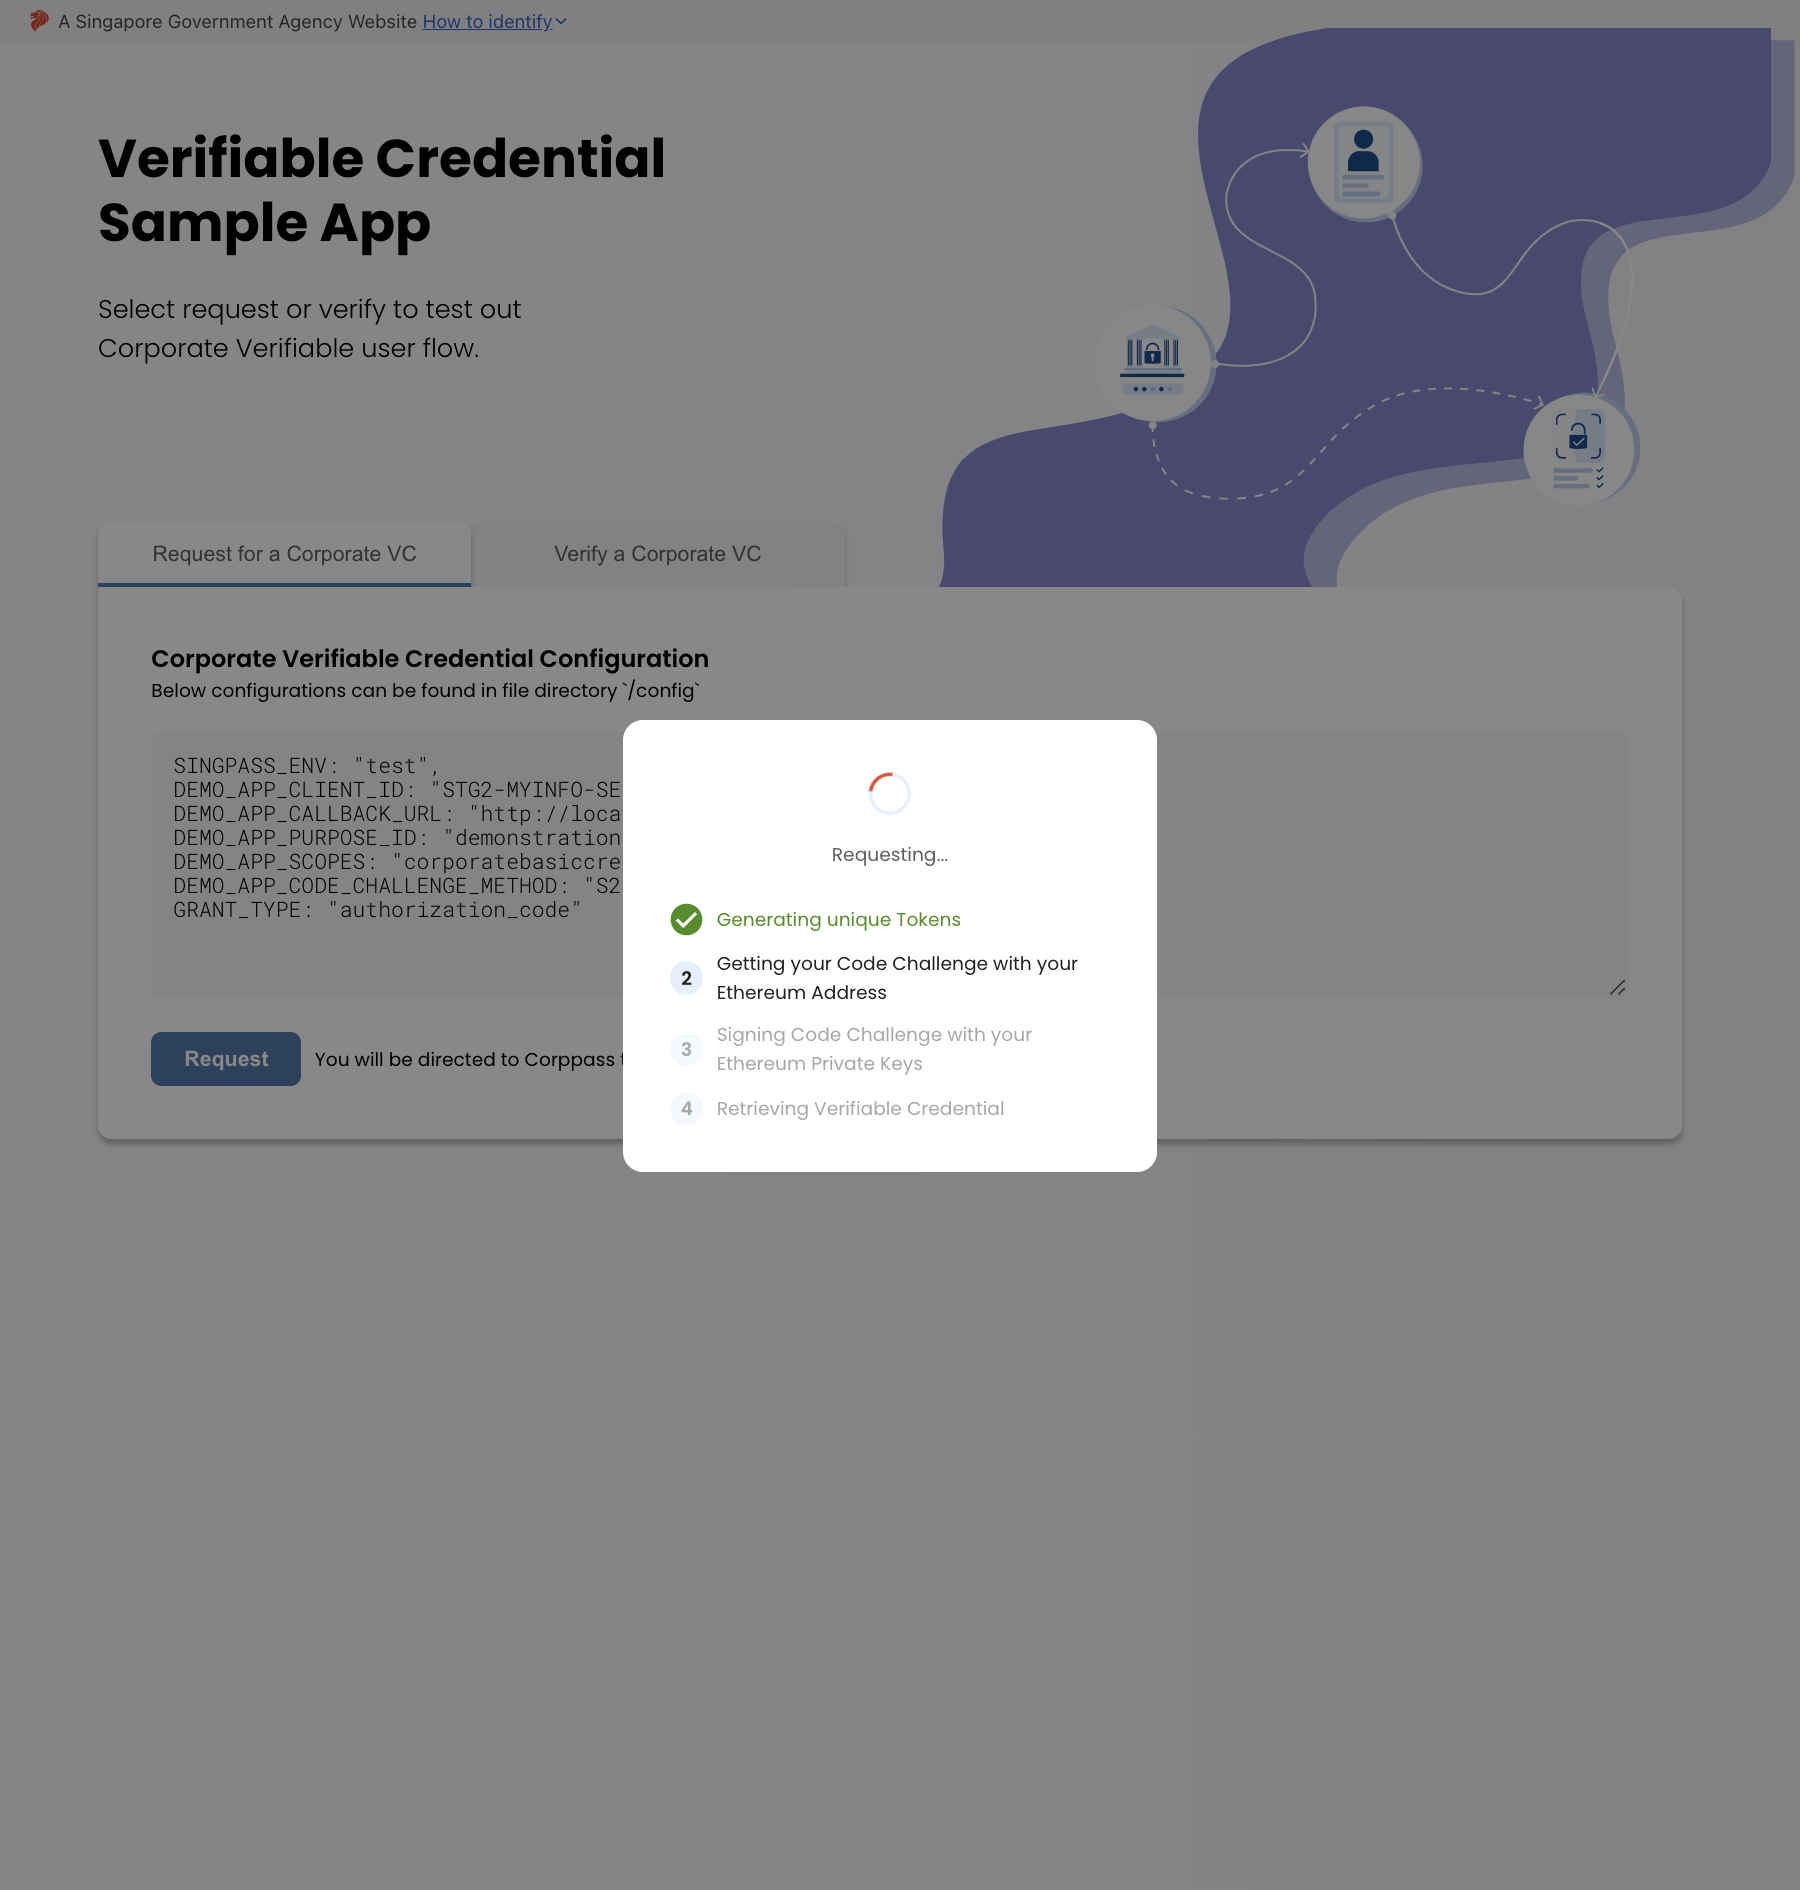 A Singapore Government Agency Website How to identify
Verifiable Credential
Sample App
Select request or verify to test out
Corporate Verifiable user flow.
Request for a Corporate VC
Verify a Corporate VC
Corporate Verifiable Credential Configuration
Below configurations can be found in file directory `/config`
SINGPASS_ENV: "test",
DEMO_APP_CLIENT_ID: "STG2-MYINFO-SE
DEMO_APP_CALLBACK_URL: "http://loca
DEMO_APP_PURPOSE_ID: "demonstration
DEMO_APP_SCOPES: "corporatebasiccre
DEMO_APP_CODE_CHALLENGE_METHOD: "S2
GRANT_TYPE: "authorization_code"
Request
You will be directed to Corppass
Requesting...
Generating unique Tokens
2 Getting your Code Challenge with your
Ethereum Address
3 Signing Code Challenge with your
Ethereum Private Keys
4 Retrieving Verifiable Credential